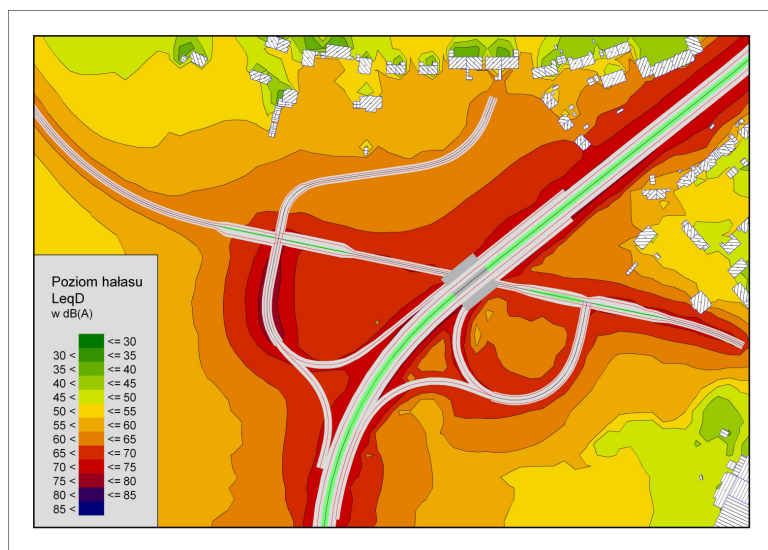 Poziom hałasu
LeqD
w dB(A)
<= 30
30 < <= 35
35 < <= 40
40 < <= 45
45 < <= 50
50 < <= 55
55 < <= 60
60 < <= 65
65 < <= 70
70 < <= 75
75 < <= 80
80 < <= 85
85 <